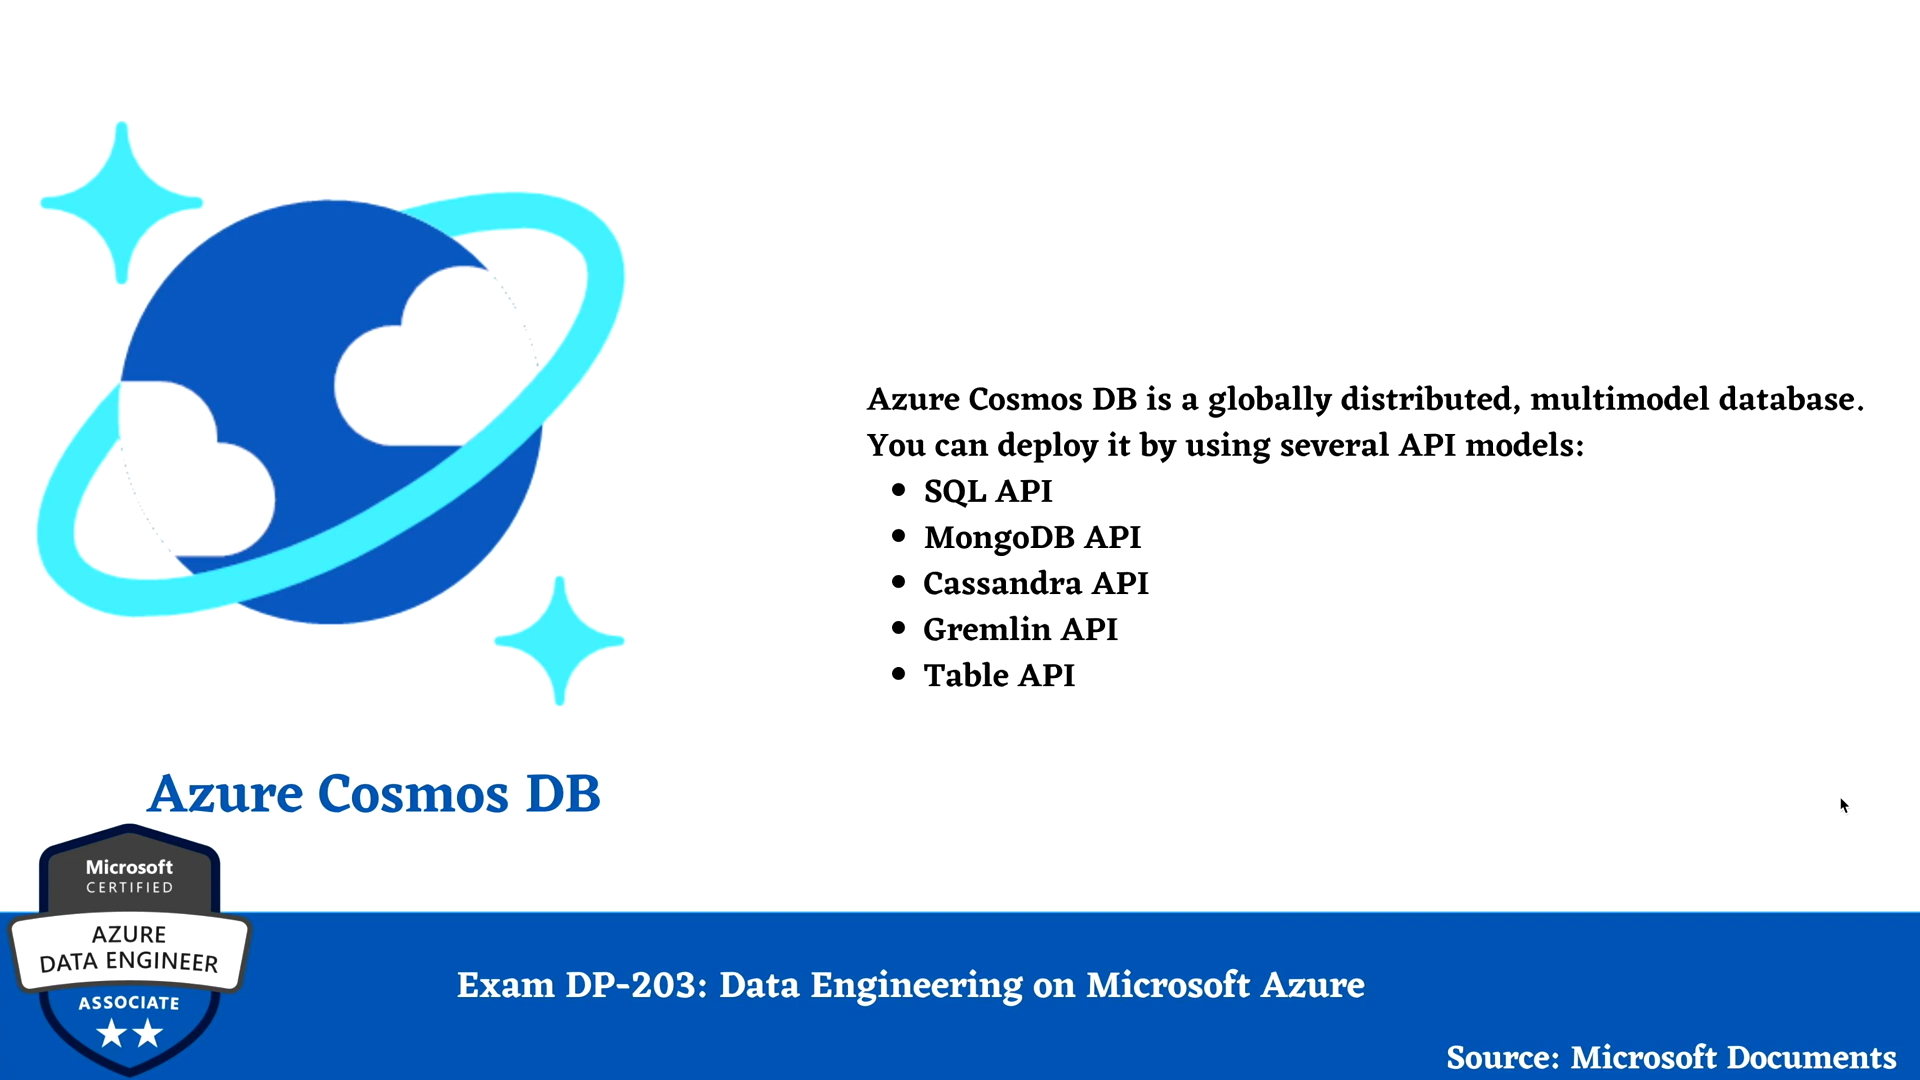 Azure Cosmos DB is a globally distributed, multimodel database.
You can deploy it by using several API models:
• SQL API
• MongoDB API
• Cassandra API
• Gremlin API
• Table API
Azure Cosmos DB
Microsoft
CERTIFIED
AZURE
DATA ENGINEER
ASSOCIATE
Exam DP-203: Data Engineering on Microsoft Azure
Source: Microsoft Documents